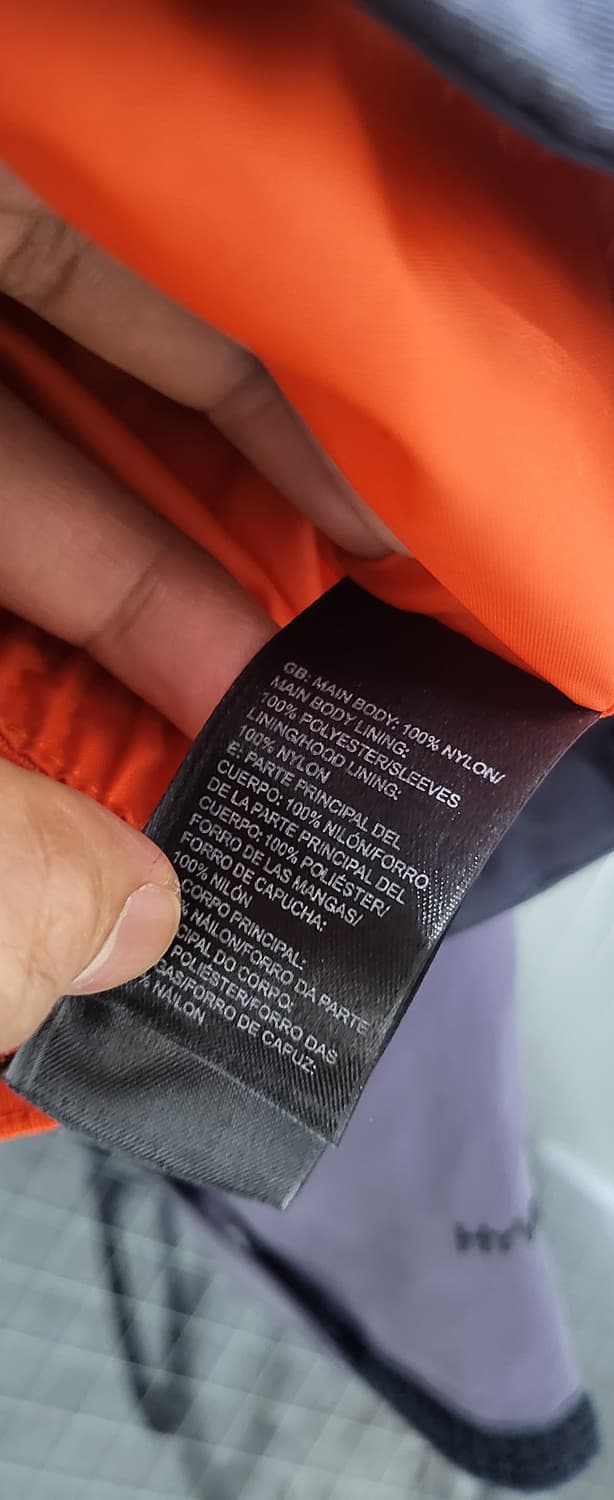 GB: MAIN BODY: 100% NYLON/
MAIN BODY LINING:
100% POLYESTER/SLEEVES
LINING/HOOD LINING:
100% NYLON
E: PARTE PRINCIPAL DEL
CUERPO: 100% NILÓN/FORRO
DE LA PARTE PRINCIPAL DEL
CUERPO:100% POLIÉSTER/
FORRO DE LAS MANGAS/
FORRO DE CAPUCHA:
100% NILÓN
CORPO PRINCIPAL:
% NÁILON/FORRO DA PARTE
CIPAL DO CORPO:
POLIÉSTER/FORRO DAS
GAS/FORRO DE CAPUZ:
% NÁILON